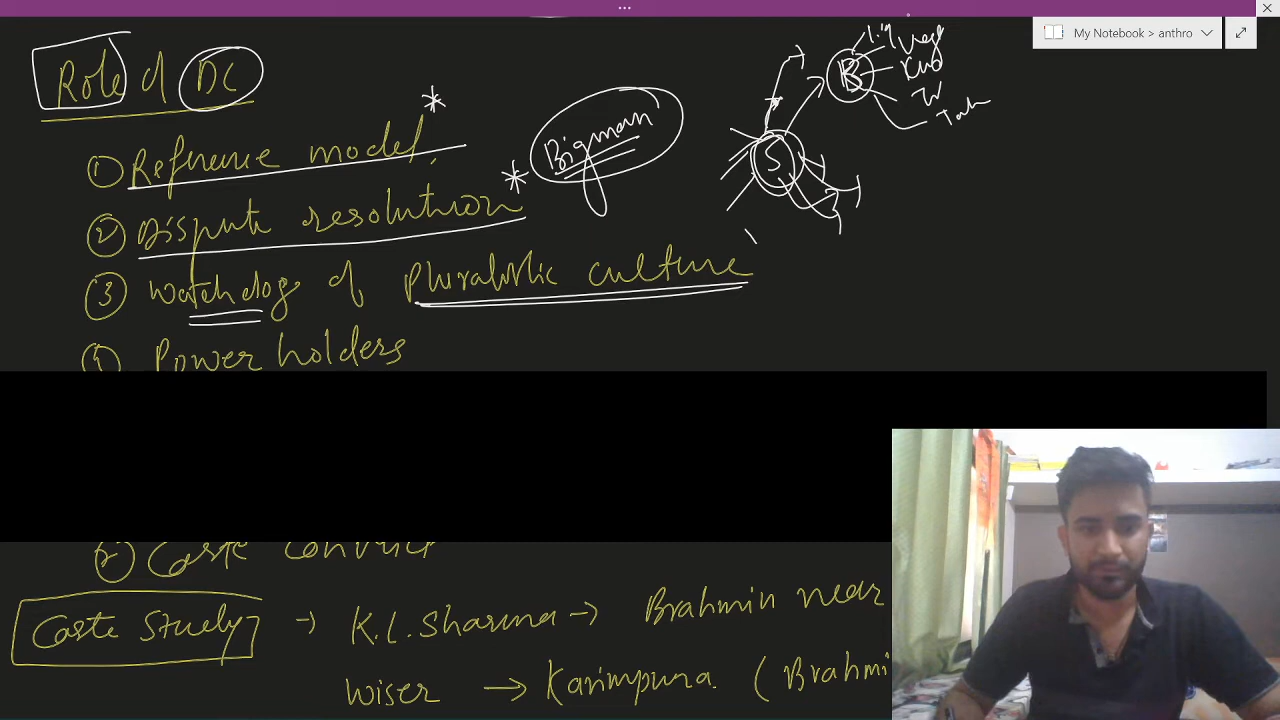 My Notebook > anthro
Role of DC
① Reference model.
Bigman
② Dispute resolution
③ Watchdog of Pluralistic culture
④ Power holders
B
S
Caste
Caste Study → K.L. Sharma → Brahmin near
Wiser → Karimpura. ( Brahmi